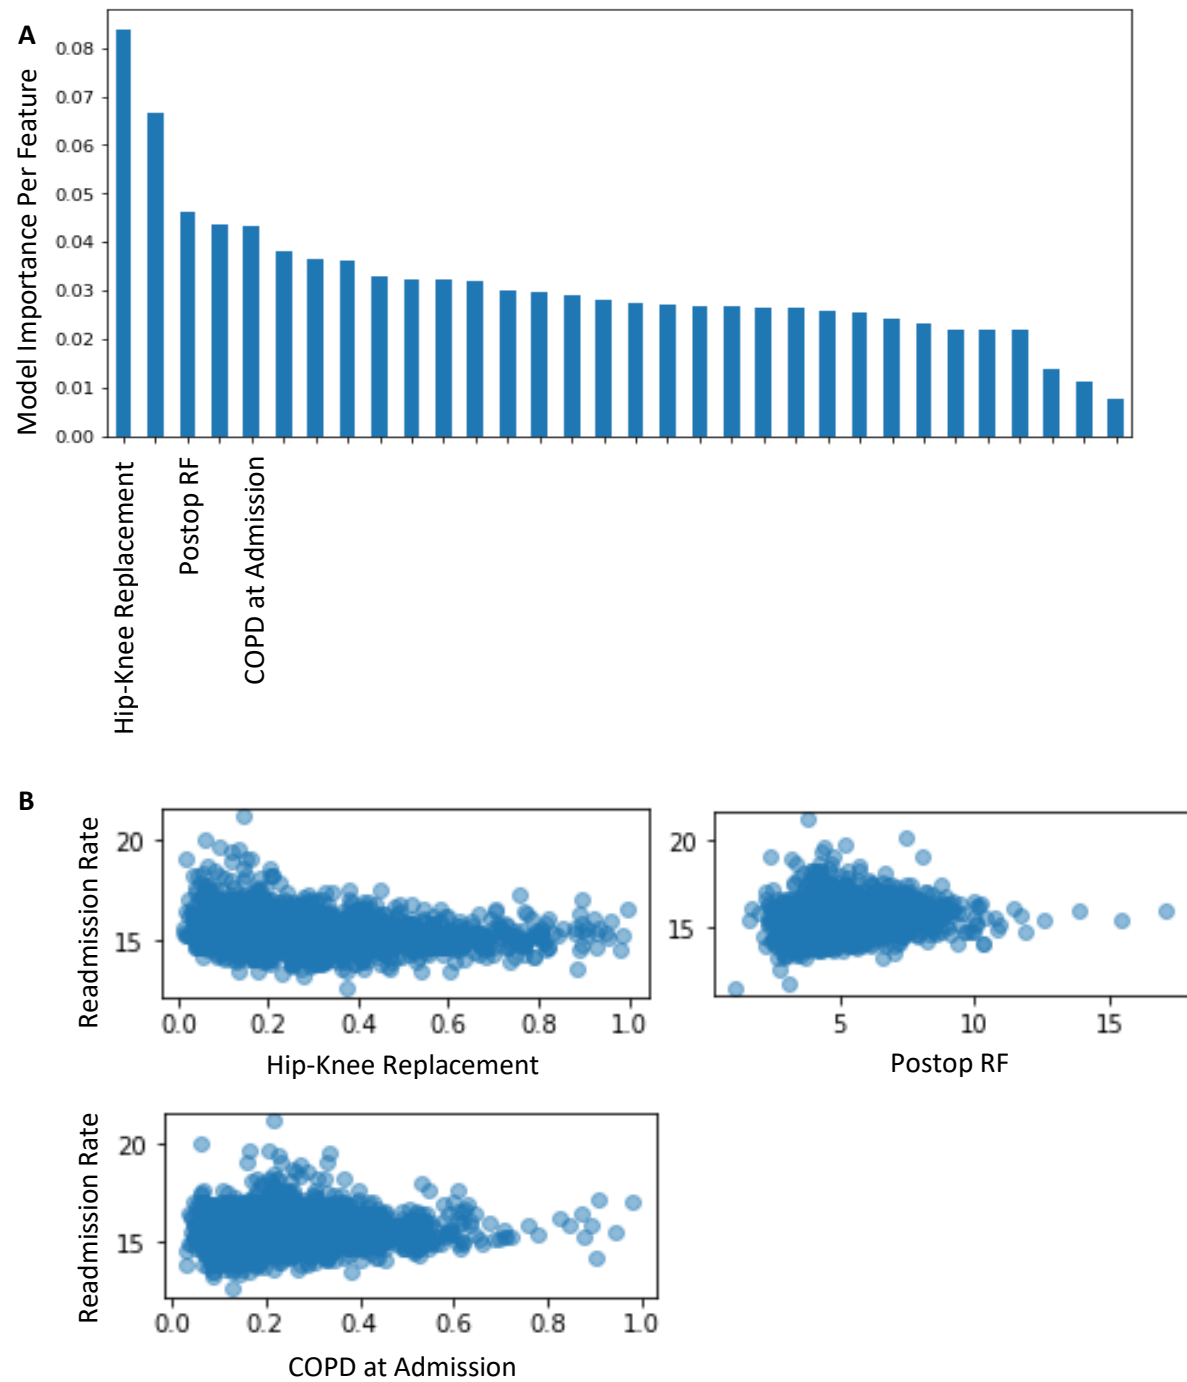 A
Model Importance Per Feature
0.08
0.07
0.06
0.05
0.04
0.03
0.02
0.01
0.00
Hip-Knee Replacement
Postop RF
COPD at Admission
B
Readmission Rate
20
15
0.0 0.2 0.4 0.6 0.8 1.0
Hip-Knee Replacement
20
15
5 10 15
Postop RF
Readmission Rate
20
15
0.0 0.2 0.4 0.6 0.8 1.0
COPD at Admission